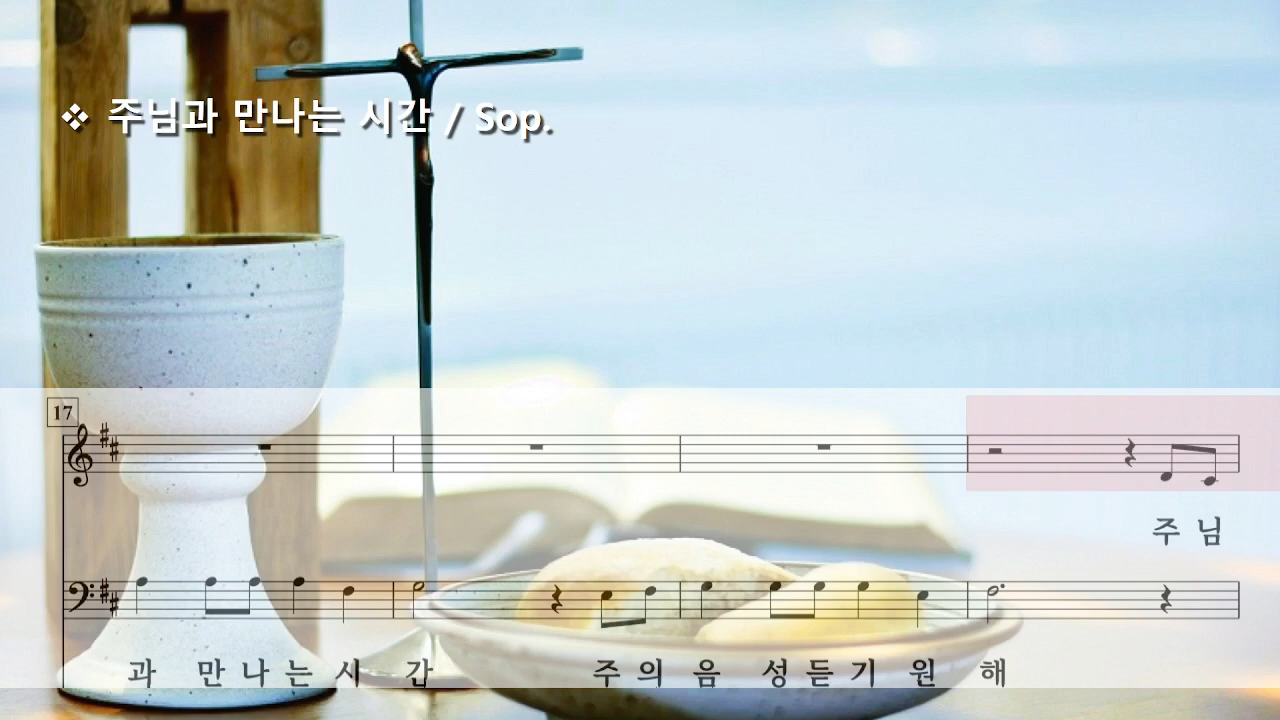 ❖ 주님과 만나는 시간 / Sop.
17
주 님
과 만 나 는 시 간 주 의 음 성 듣 기 원 해